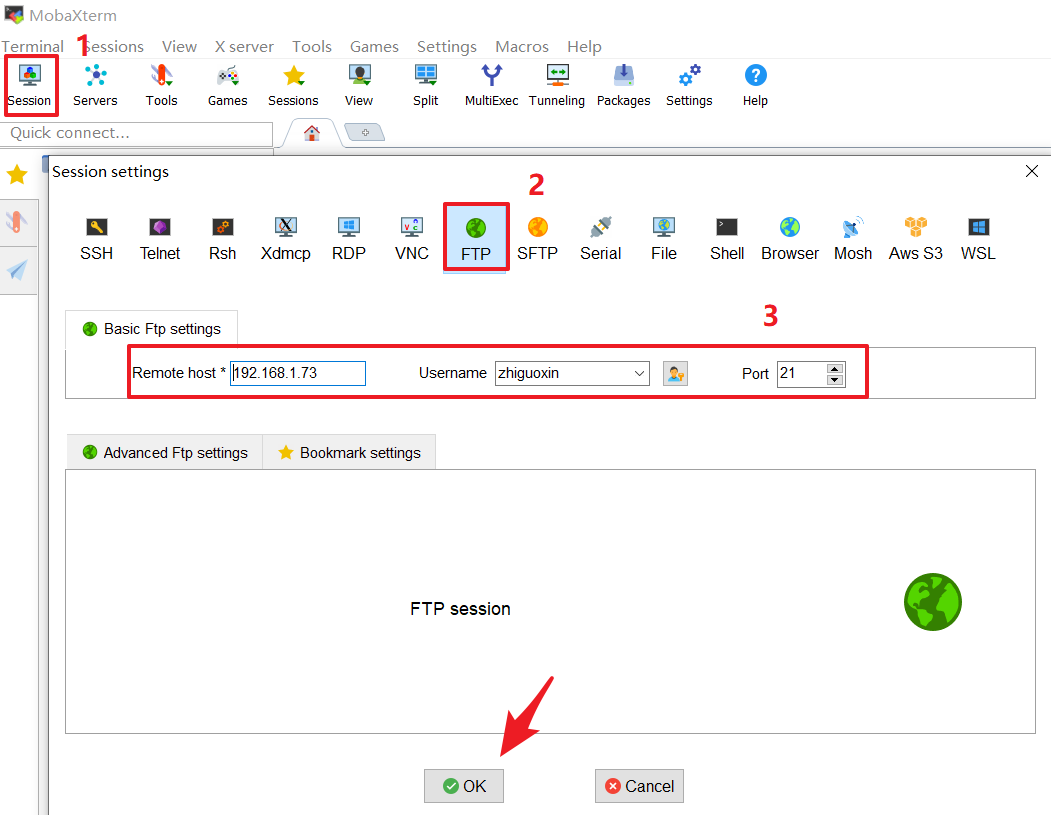 MobaXterm
Terminal Sessions View X server Tools Games Settings Macros Help
1
Session Servers Tools Games Sessions View Split MultiExec Tunneling Packages Settings Help
Quick connect...
Session settings
2
SSH Telnet Rsh Xdmcp RDP VNC FTP SFTP Serial File Shell Browser Mosh Aws S3 WSL
3
Basic Ftp settings
Remote host * 192.168.1.73 Username zhiguoxin Port 21
Advanced Ftp settings Bookmark settings
FTP session
OK Cancel